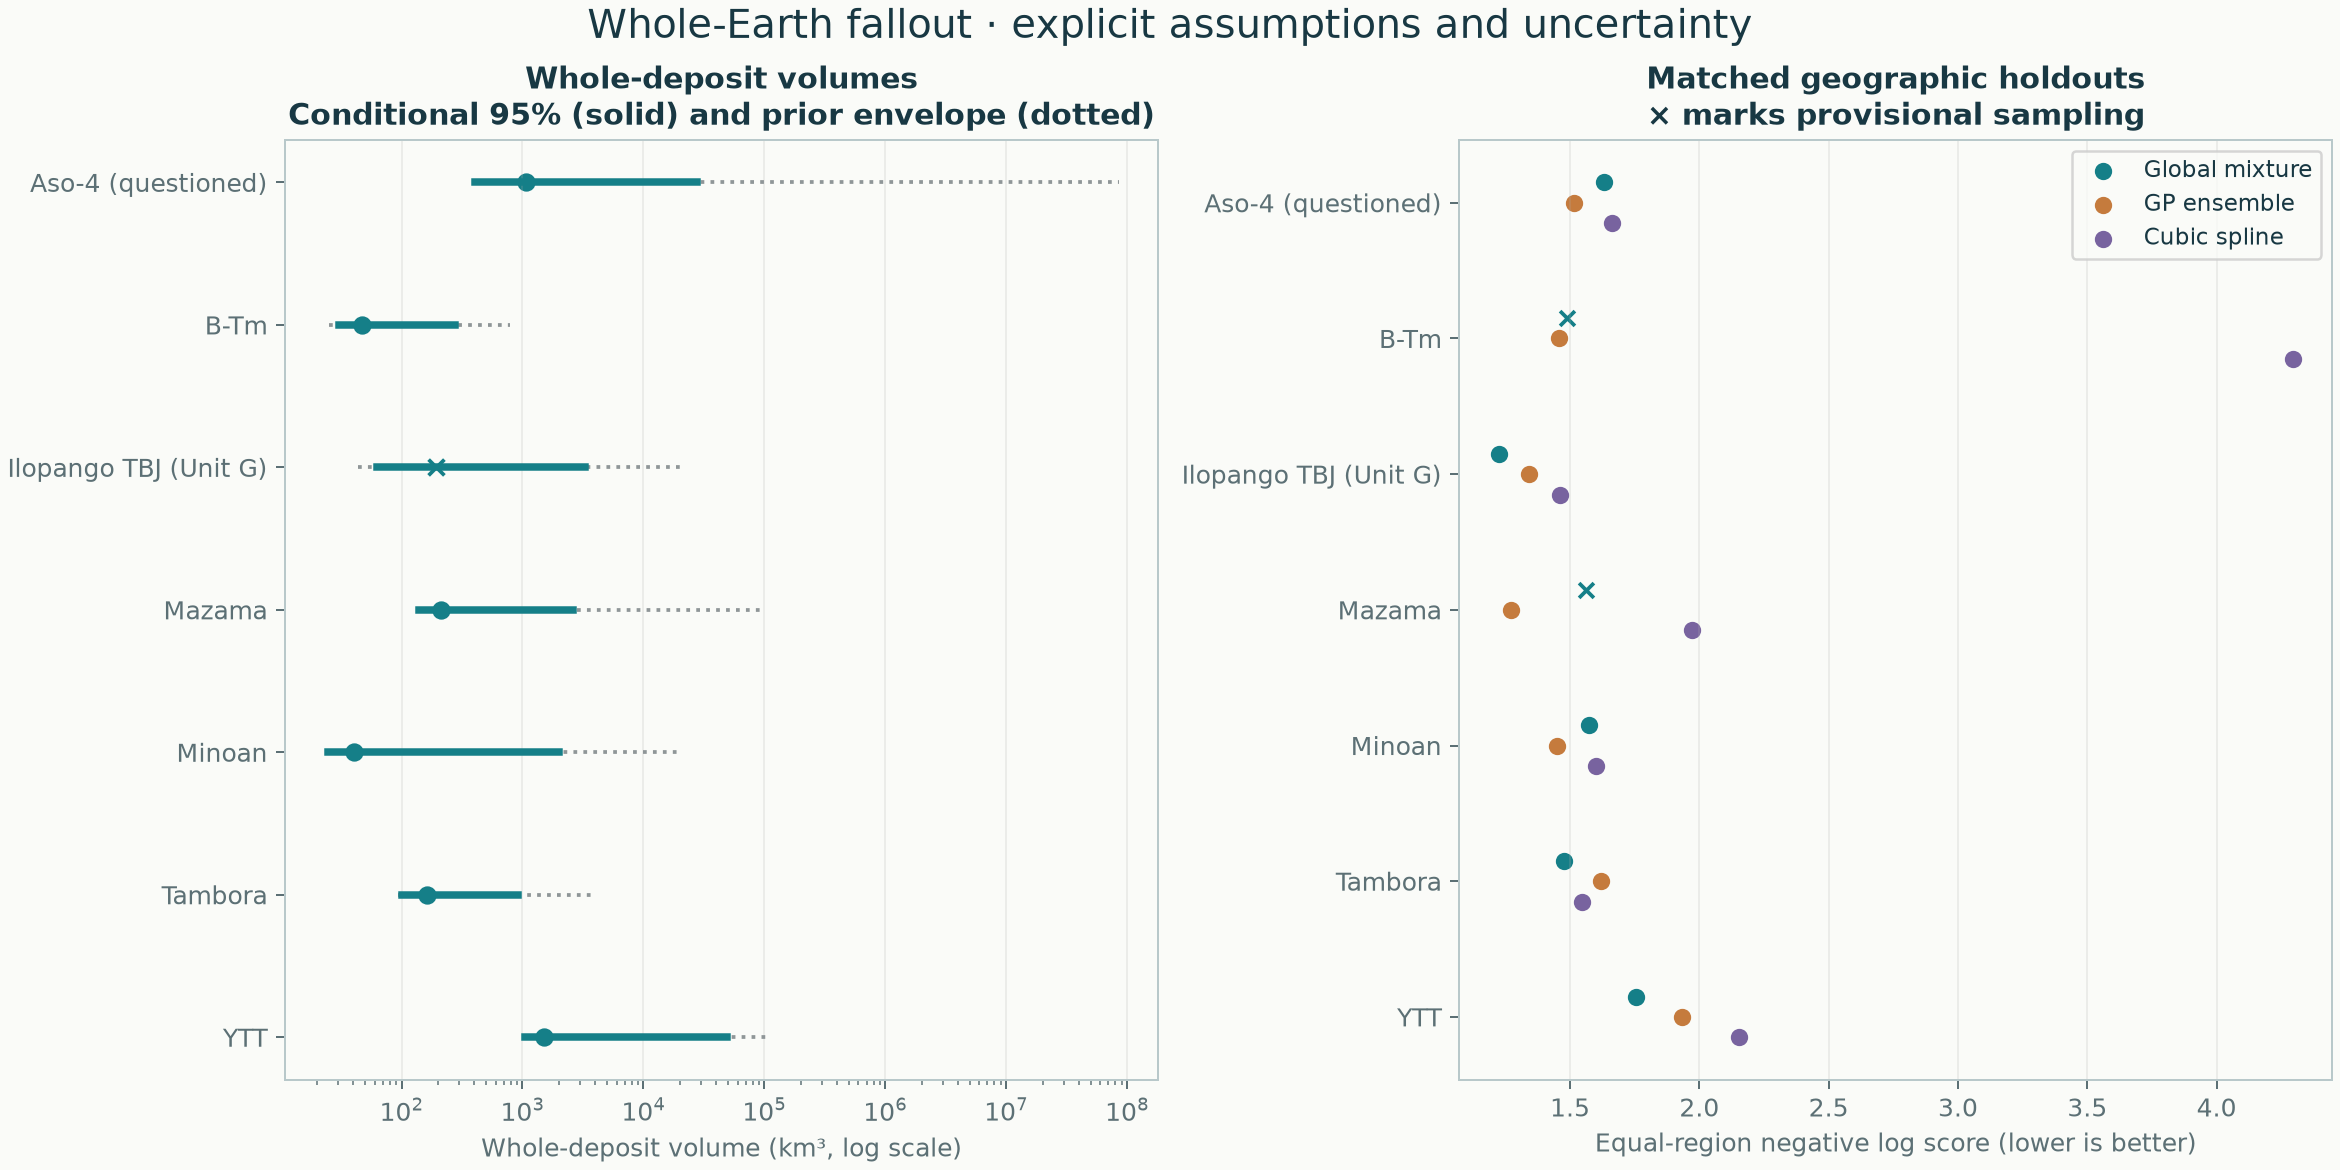 Whole-Earth fallout · explicit assumptions and uncertainty
Whole-deposit volumes
Conditional 95% (solid) and prior envelope (dotted)
Aso-4 (questioned)
B-Tm
Ilopango TBJ (Unit G)
Mazama
Minoan
Tambora
YTT
10² 10³ 10⁴ 10⁵ 10⁶ 10⁷ 10⁸
Whole-deposit volume (km³, log scale)
Matched geographic holdouts
× marks provisional sampling
Global mixture
GP ensemble
Cubic spline
Aso-4 (questioned)
B-Tm
Ilopango TBJ (Unit G)
Mazama
Minoan
Tambora
YTT
1.5 2.0 2.5 3.0 3.5 4.0
Equal-region negative log score (lower is better)